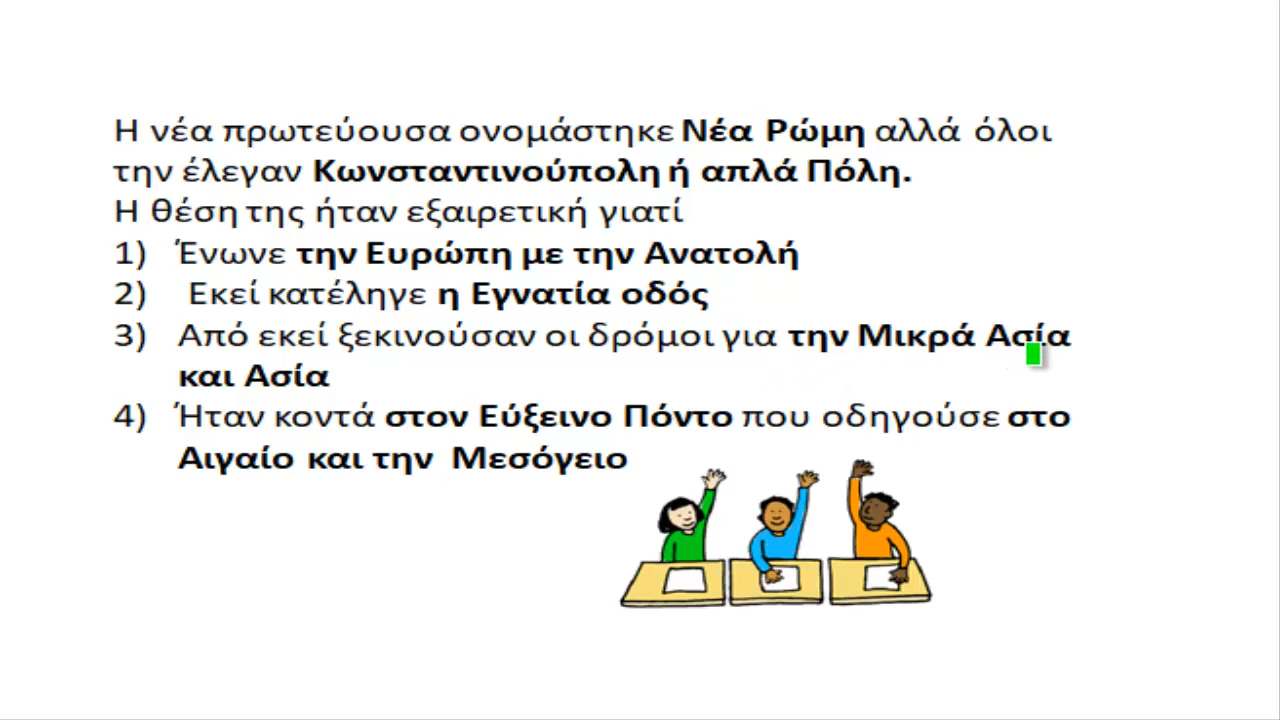 Η νέα πρωτεύουσα ονομάστηκε Νέα Ρώμη αλλά όλοι
την έλεγαν Κωνσταντινούπολη ή απλά Πόλη.
Η θέση της ήταν εξαιρετική γιατί
1) Ένωνε την Ευρώπη με την Ανατολή
2) Εκεί κατέληγε η Εγνατία οδός
3) Από εκεί ξεκινούσαν οι δρόμοι για την Μικρά Ασία
και Ασία
4) Ήταν κοντά στον Εύξεινο Πόντο που οδηγούσε στο
Αιγαίο και την Μεσόγειο